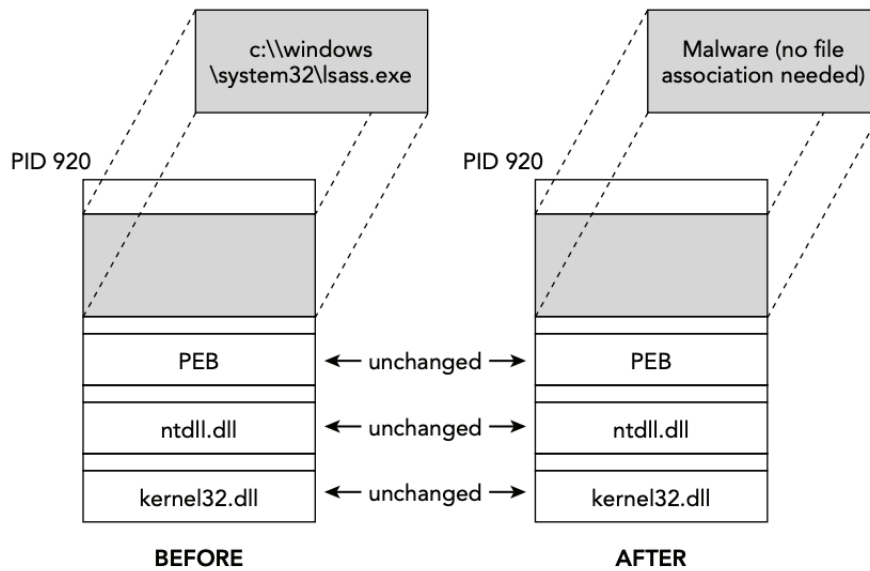 c:\\windows
\system32\lsass.exe
Malware (no file
association needed)
PID 920
PID 920
PEB
unchanged
PEB
ntdll.dll
unchanged
ntdll.dll
kernel32.dll
unchanged
kernel32.dll
BEFORE
AFTER